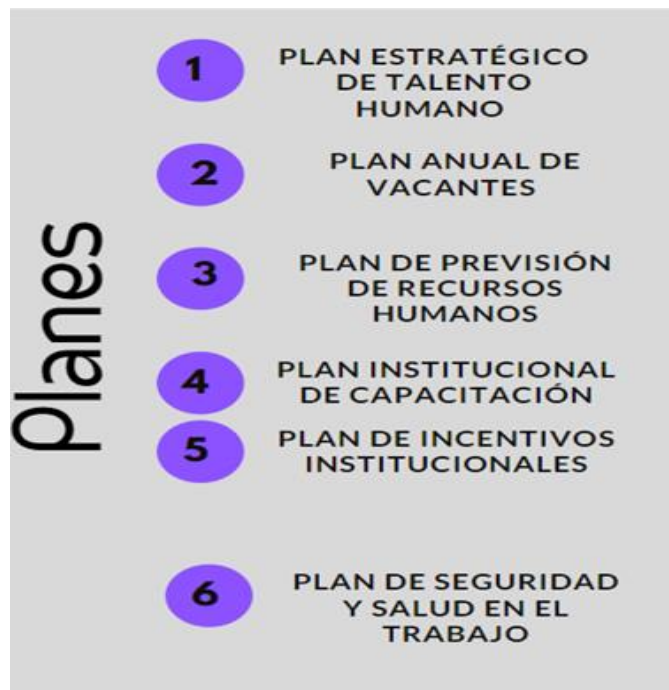 Planes
1
PLAN ESTRATÉGICO
DE TALENTO
HUMANO
2
PLAN ANUAL DE
VACANTES
3
PLAN DE PREVISIÓN
DE RECURSOS
HUMANOS
4
PLAN INSTITUCIONAL
DE CAPACITACIÓN
5
PLAN DE INCENTIVOS
INSTITUCIONALES
6
PLAN DE SEGURIDAD
Y SALUD EN EL
TRABAJO